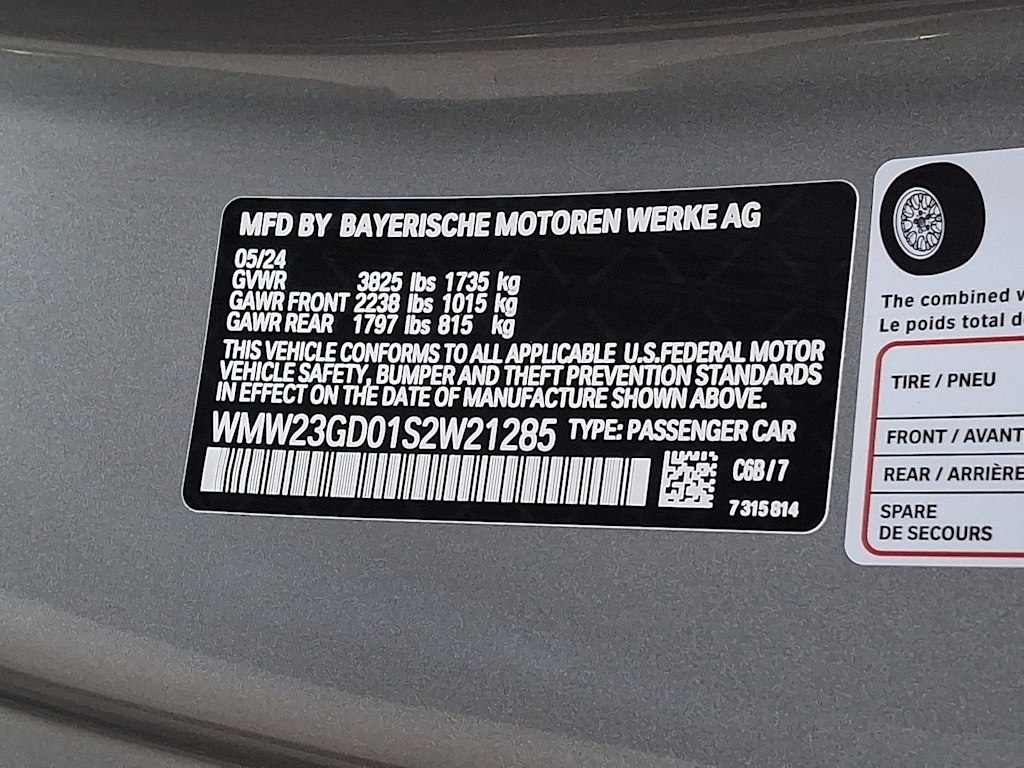 MFD BY BAYERISCHE MOTOREN WERKE AG
05/24
GVWR 3825 lbs 1735 kg
GAWR FRONT 2238 lbs 1015 kg
GAWR REAR 1797 lbs 815 kg
THIS VEHICLE CONFORMS TO ALL APPLICABLE U.S.FEDERAL MOTOR
VEHICLE SAFETY, BUMPER AND THEFT PREVENTION STANDARDS
IN EFFECT ON THE DATE OF MANUFACTURE SHOWN ABOVE.
WMW23GD01S2W21285 TYPE: PASSENGER CAR
C6B/7
7315814
The combined
Le poids total
TIRE / PNEU
FRONT / AVANT
REAR / ARRIÈRE
SPARE
DE SECOURS